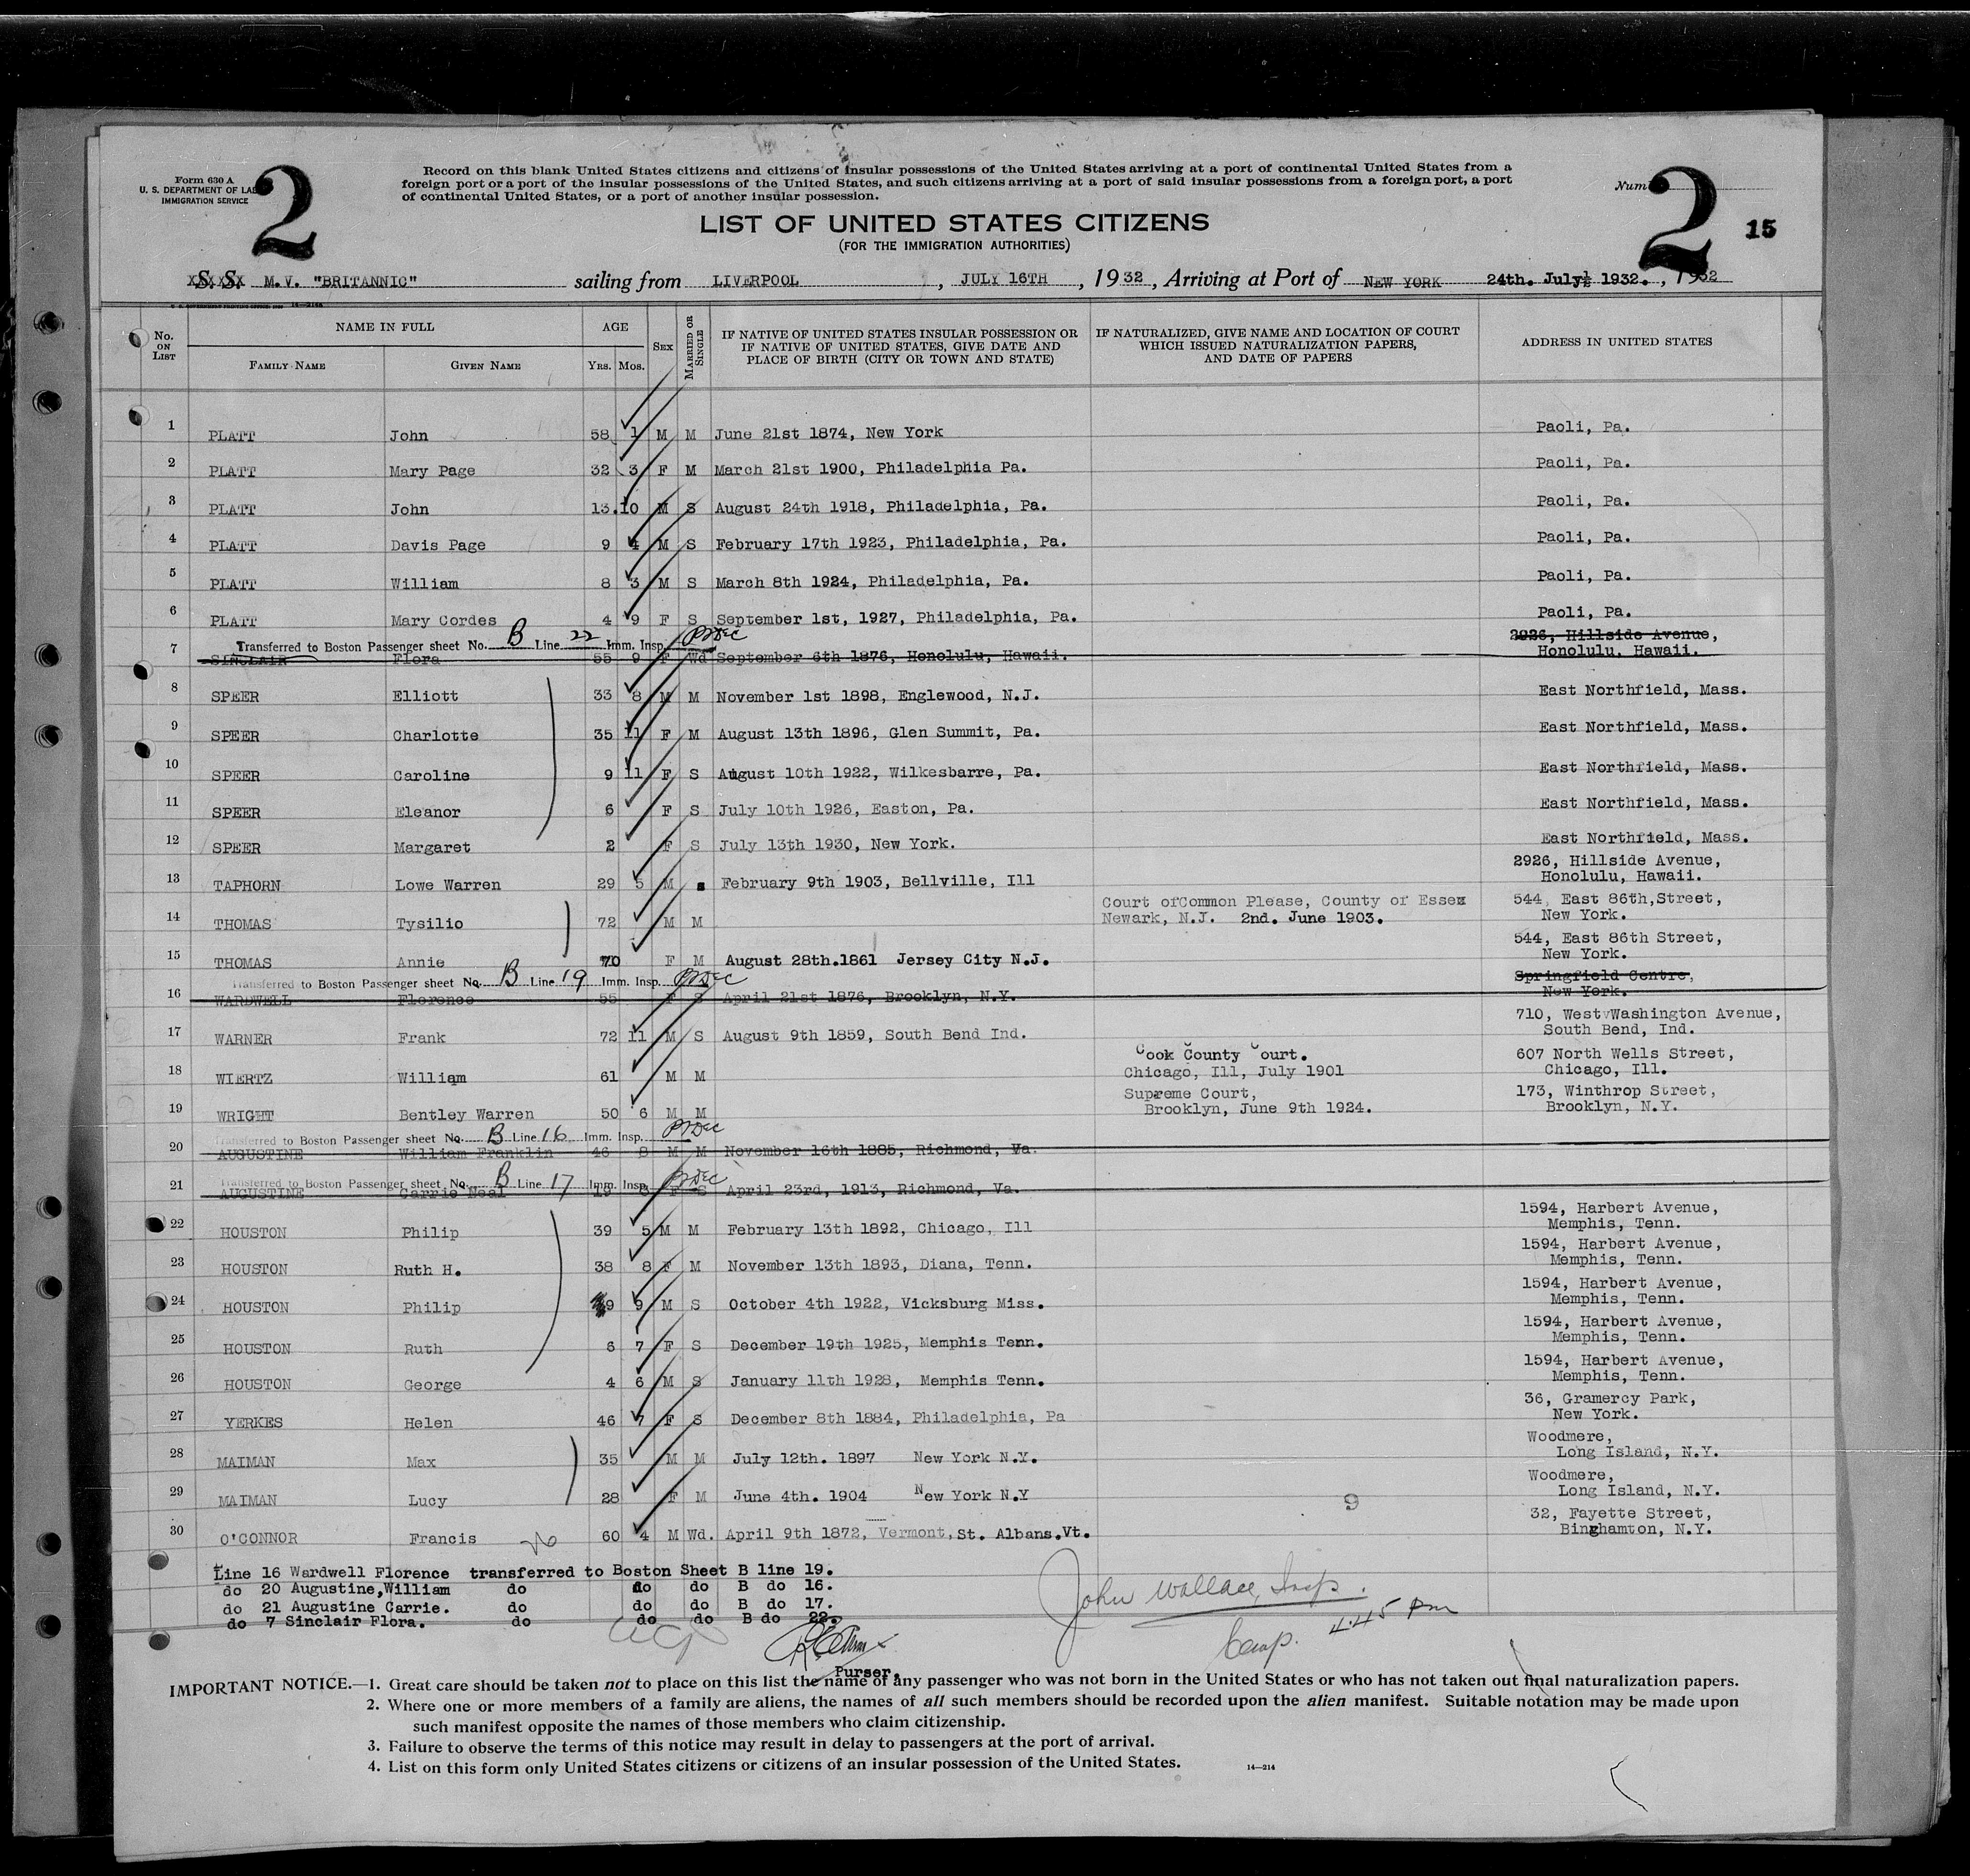 Form 630 A
U. S. DEPARTMENT OF LAB
IMMIGRATION SERVICE
2
Record on this blank United States citizens and citizens of insular possessions of the United States arriving at a port of continental United States from a
foreign port or a port of the insular possessions of the United States, and such citizens arriving at a port of said insular possessions from a foreign port, a port
of continental United States, or a port of another insular possession.
Num 2 15
LIST OF UNITED STATES CITIZENS
(FOR THE IMMIGRATION AUTHORITIES)
S. S. M.V. "BRITANNIC" sailing from LIVERPOOL, JULY 16TH, 1932, Arriving at Port of NEW YORK 24th. July 1932., 1932
No. ON LIST NAME IN FULL AGE SEX MARRIED OR SINGLE IF NATIVE OF UNITED STATES INSULAR POSSESSION OR IF NATIVE OF UNITED STATES, GIVE DATE AND PLACE OF BIRTH (CITY OR TOWN AND STATE) IF NATURALIZED, GIVE NAME AND LOCATION OF COURT WHICH ISSUED NATURALIZATION PAPERS, AND DATE OF PAPERS ADDRESS IN UNITED STATES
FAMILY NAME GIVEN NAME YRS. MOS.
1 PLATT John 58 1 M M June 21st 1874, New York Paoli, Pa.
2 PLATT Mary Page 32 3 F M March 21st 1900, Philadelphia Pa. Paoli, Pa.
3 PLATT John 13.10 M S August 24th 1918, Philadelphia, Pa. Paoli, Pa.
4 PLATT Davis Page 9 4 M S February 17th 1923, Philadelphia, Pa. Paoli, Pa.
5 PLATT William 8 3 M S March 8th 1924, Philadelphia, Pa. Paoli, Pa.
6 PLATT Mary Cordes 4 9 F S September 1st, 1927, Philadelphia, Pa. Paoli, Pa.
Transferred to Boston Passenger sheet No. B Line 22 Imm. Insp. 2926, Hillside Avenue,
7 SINCLAIR Flora 55 9 F Wd September 6th 1876, Honolulu, Hawaii. Honolulu, Hawaii.
8 SPEER Elliott 33 8 M M November 1st 1898, Englewood, N.J. East Northfield, Mass.
9 SPEER Charlotte 35 11 F M August 13th 1896, Glen Summit, Pa. East Northfield, Mass.
10 SPEER Caroline 9 11 F S August 10th 1922, Wilkesbarre, Pa. East Northfield, Mass.
11 SPEER Eleanor 6 F S July 10th 1926, Easton, Pa. East Northfield, Mass.
12 SPEER Margaret 2 F S July 13th 1930, New York. East Northfield, Mass.
2926, Hillside Avenue,
13 TAPHORN Lowe Warren 29 5 M s February 9th 1903, Bellville, Ill Honolulu, Hawaii.
Court ofCommon Please, County of Essex 544, East 86th,Street,
14 THOMAS Tysilio 72 M M Newark, N.J. 2nd. June 1903. New York.
544, East 86th Street,
15 THOMAS Annie 70 F M August 28th.1861 Jersey City N.J. New York.
Transferred to Boston Passenger sheet No. B Line 19 Imm. Insp. Springfield Centre,
16 WARDWELL Florence 55 F S April 21st 1876, Brooklyn, N.Y. New York.
710, West Washington Avenue,
17 WARNER Frank 72 11 M S August 9th 1859, South Bend Ind. South Bend, Ind.
Cook County Court. 607 North Wells Street,
18 WIERTZ William 61 M M Chicago, Ill, July 1901 Chicago, Ill.
Supreme Court, 173, Winthrop Street,
19 WRIGHT Bentley Warren 50 6 M M Brooklyn, June 9th 1924. Brooklyn, N.Y.
Transferred to Boston Passenger sheet No. B Line 16 Imm. Insp.
20 AUGUSTINE William Franklin 46 8 M M November 16th 1885, Richmond, Va.
Transferred to Boston Passenger sheet No. B Line 17 Imm. Insp.
21 AUGUSTINE Carrie Neal 19 F S April 23rd, 1913, Richmond, Va.
1594, Harbert Avenue,
22 HOUSTON Philip 39 5 M M February 13th 1892, Chicago, Ill Memphis, Tenn.
1594, Harbert Avenue,
23 HOUSTON Ruth H. 38 8 F M November 13th 1893, Diana, Tenn. Memphis, Tenn.
1594, Harbert Avenue,
24 HOUSTON Philip 9 9 M S October 4th 1922, Vicksburg Miss. Memphis, Tenn.
1594, Harbert Avenue,
25 HOUSTON Ruth 6 7 F S December 19th 1925, Memphis Tenn. Memphis, Tenn.
1594, Harbert Avenue,
26 HOUSTON George 4 6 M S January 11th 1928, Memphis Tenn. Memphis, Tenn.
36, Gramercy Park,
27 YERKES Helen 46 7 F S December 8th 1884, Philadelphia, Pa New York.
Woodmere,
28 MAIMAN Max 35 M M July 12th. 1897 New York N.Y. Long Island, N.Y.
Woodmere,
29 MAIMAN Lucy 28 F M June 4th. 1904 New York N.Y 9 Long Island, N.Y.
32, Fayette Street,
30 O'CONNOR Francis 60 4 M Wd. April 9th 1872, Vermont, St. Albans.Vt. Binghamton, N.Y.
Line 16 Wardwell Florence transferred to Boston Sheet B line 19.
do 20 Augustine,William do do do B do 16.
do 21 Augustine Carrie. do do do B do 17.
do 7 Sinclair Flora. do do do B do 22.
John Wallace, Insp.
4.45 Pm
Purser.
IMPORTANT NOTICE.—1. Great care should be taken not to place on this list the name of any passenger who was not born in the United States or who has not taken out final naturalization papers.
2. Where one or more members of a family are aliens, the names of all such members should be recorded upon the alien manifest. Suitable notation may be made upon
such manifest opposite the names of those members who claim citizenship.
3. Failure to observe the terms of this notice may result in delay to passengers at the port of arrival.
4. List on this form only United States citizens or citizens of an insular possession of the United States. 14—214